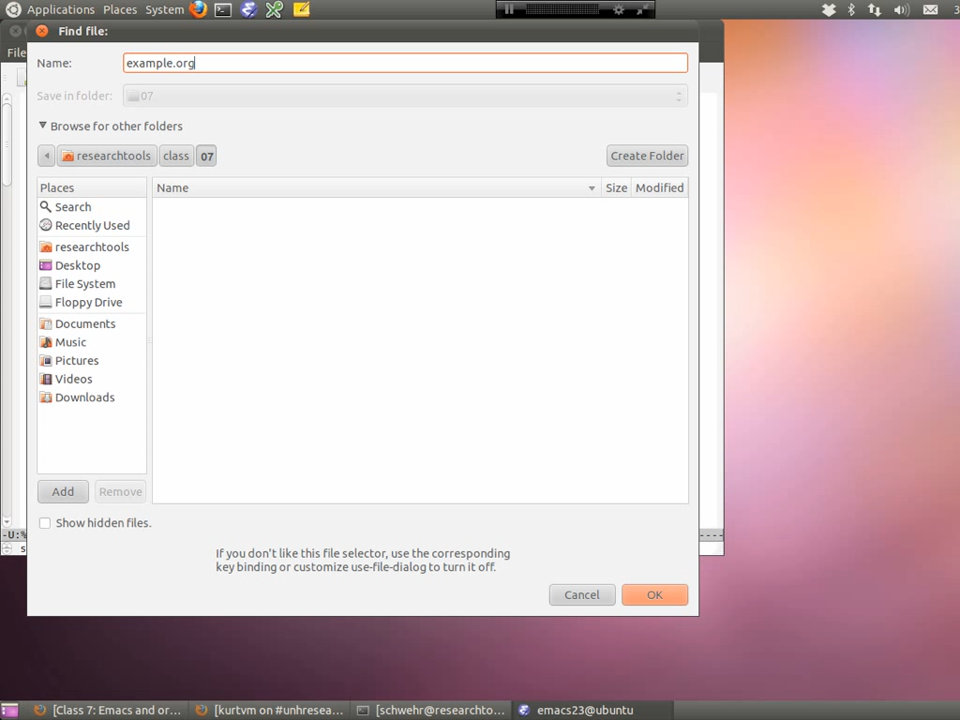 Applications Places System
3
Find file:
File
Name: example.org
Save in folder: 07
Browse for other folders
researchtools class 07 Create Folder
Places Name Size Modified
Search
Recently Used
researchtools
Desktop
File System
Floppy Drive
Documents
Music
Pictures
Videos
Downloads
Add Remove
Show hidden files.
-U:%
----
s
If you don't like this file selector, use the corresponding
key binding or customize use-file-dialog to turn it off.
Cancel OK
[Class 7: Emacs and or... [kurtvm on #unhresea... [schwehr@researchto... emacs23@ubuntu